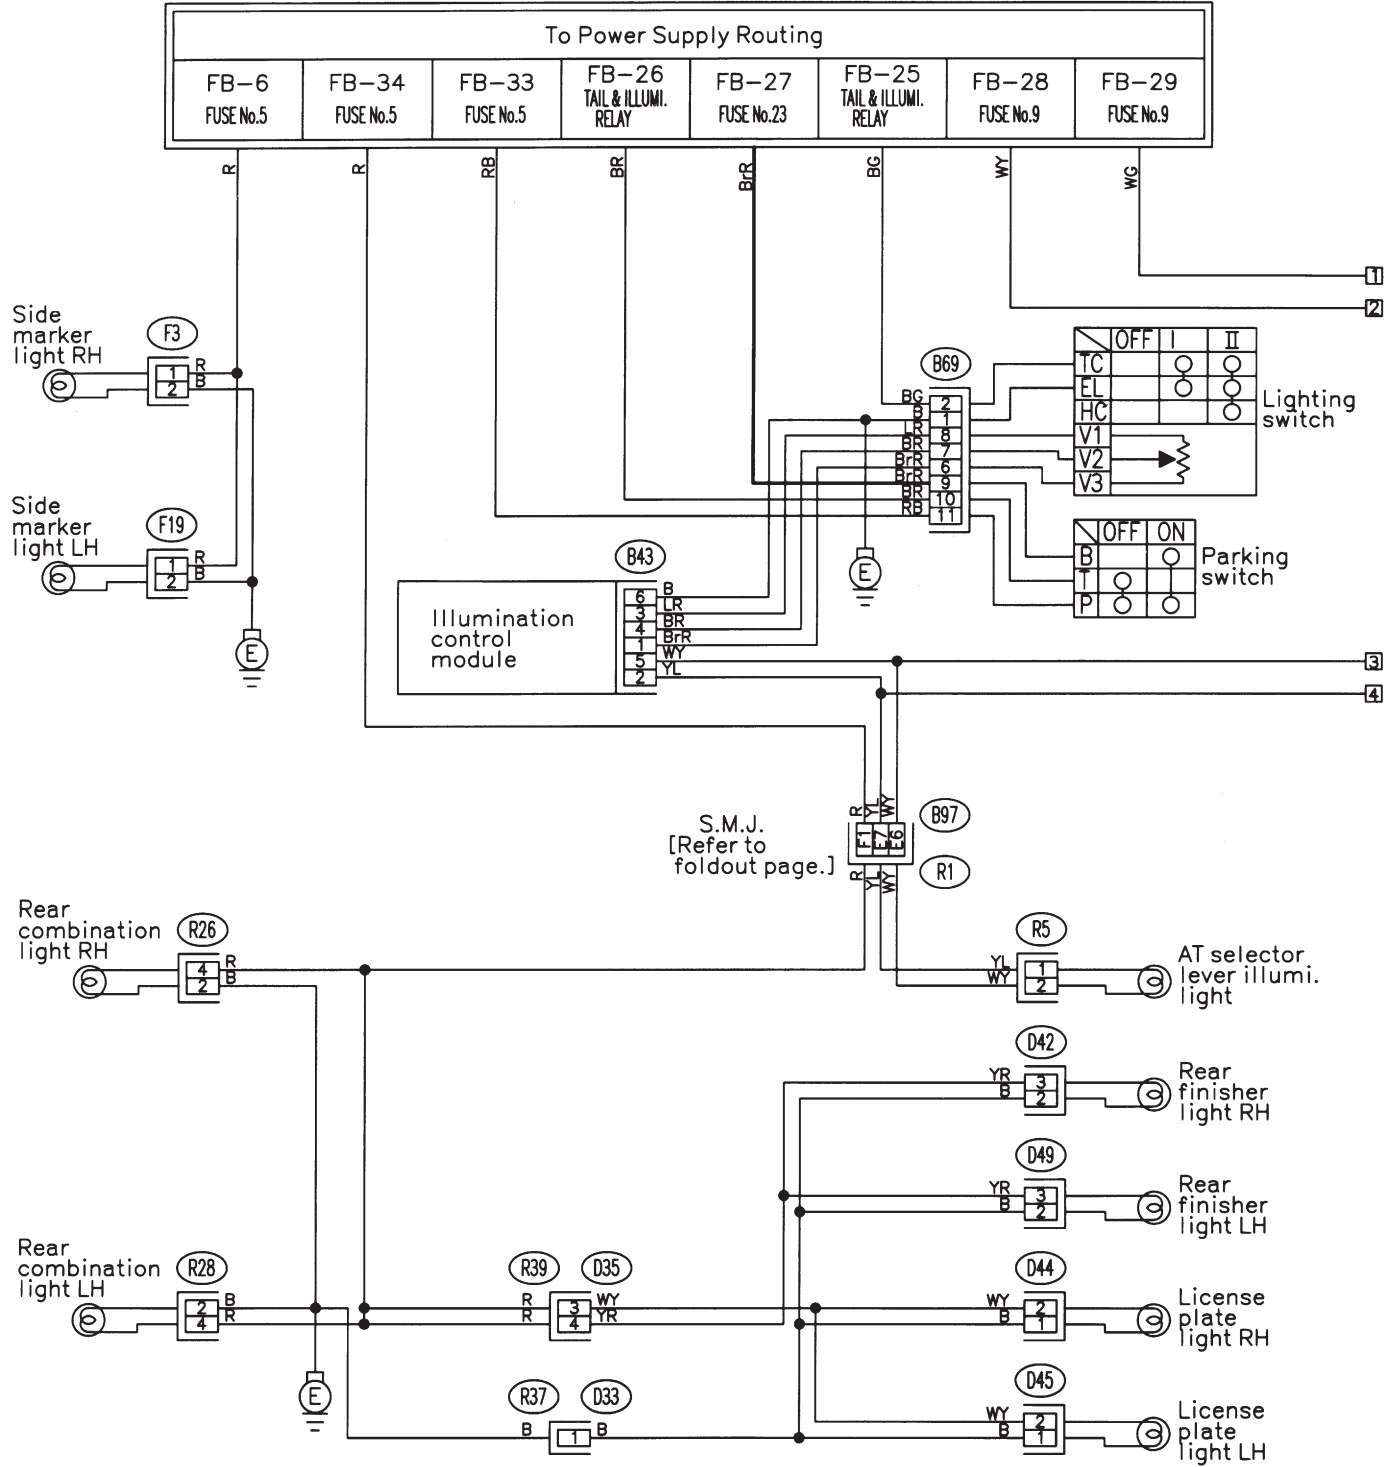 To Power Supply Routing
FB-6
FUSE No.5
FB-34
FUSE No.5
FB-33
FUSE No.5
FB-26
TAIL & ILLUMI.
RELAY
FB-27
FUSE No.23
FB-25
TAIL & ILLUMI.
RELAY
FB-28
FUSE No.9
FB-29
FUSE No.9
R
R
RB
BR
BrR
BG
WY
WG
1
2
Side
marker
light RH
F3
1 R
2 B
Side
marker
light LH
F19
1 R
2 B
E
B69
BG 2
B 1
LR 8
BR 7
BrR 6
BrR 9
BR 10
RB 11
E
OFF I II
TC
EL
HC
V1
V2
V3
Lighting
switch
OFF ON
B
T
P
Parking
switch
B43
Illumination
control
module
6 B
3 LR
4 BR
1 BrR
5 WY
2 YL
3
4
S.M.J.
[Refer to
foldout page.]
R YL WY
F1 E7 E6
R YL WY
B97
R1
Rear
combination
light RH
R26
4 R
2 B
R5
YL 1
WY 2
AT selector
lever illumi.
light
D42
YR 3
B 2
Rear
finisher
light RH
D49
YR 3
B 2
Rear
finisher
light LH
Rear
combination
light LH
R28
2 B
4 R
E
R39 D35
R 3 WY
R 4 YR
D44
WY 2
B 1
License
plate
light RH
R37 D33
B 1 B
D45
WY 2
B 1
License
plate
light LH